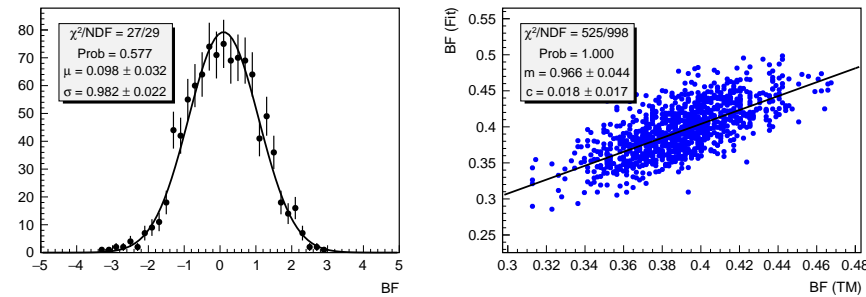 80
70
60
50
40
30
20
10
0
χ²/NDF = 27/29
Prob = 0.577
μ = 0.098 ± 0.032
σ = 0.982 ± 0.022
−5 −4 −3 −2 −1 0 1 2 3 4 5
BF
BF (Fit)
0.55
0.5
0.45
0.4
0.35
0.3
0.25
χ²/NDF = 525/998
Prob = 1.000
m = 0.966 ± 0.044
c = 0.018 ± 0.017
0.3 0.32 0.34 0.36 0.38 0.4 0.42 0.44 0.46 0.48
BF (TM)